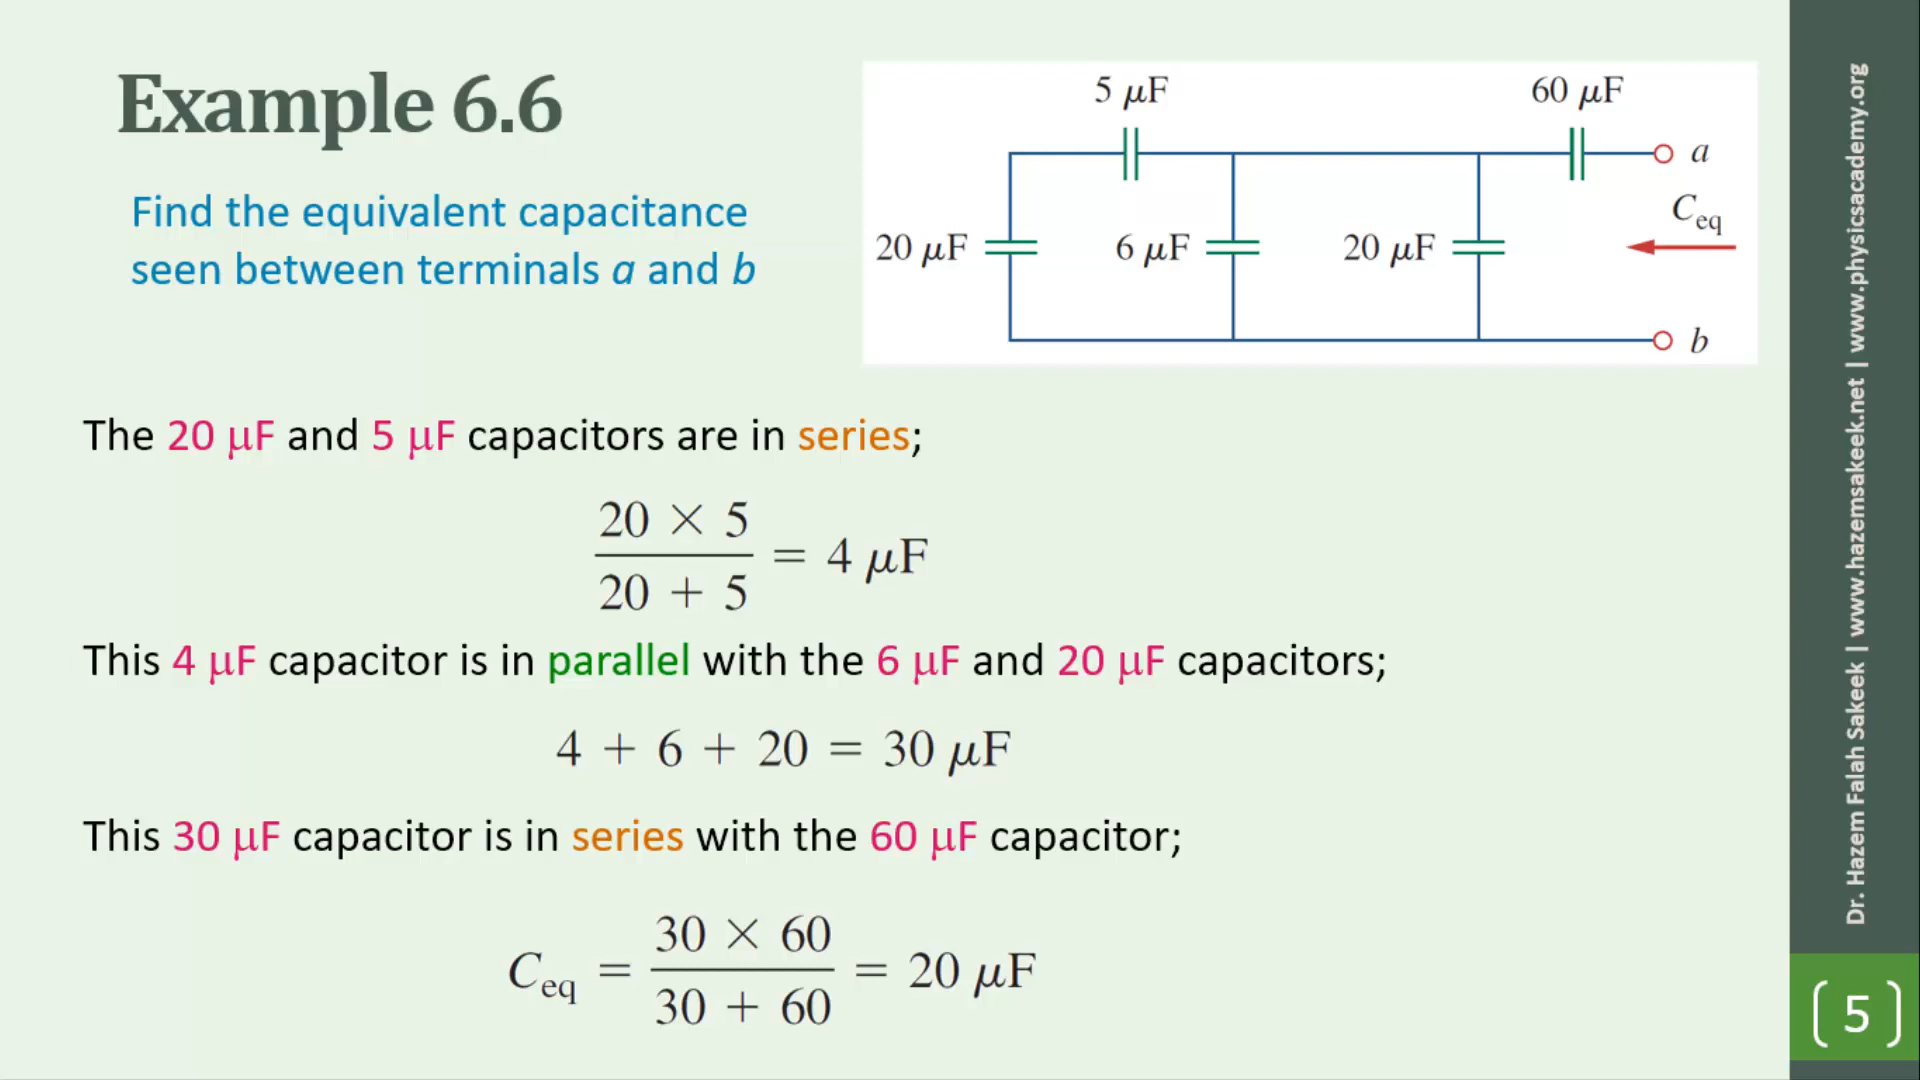 Example 6.6
Find the equivalent capacitance
seen between terminals a and b
5 μF
60 μF
a
C_eq
20 μF
6 μF
20 μF
b
The 20 μF and 5 μF capacitors are in series;
20 × 5
20 + 5
= 4 μF
This 4 μF capacitor is in parallel with the 6 μF and 20 μF capacitors;
4 + 6 + 20 = 30 μF
This 30 μF capacitor is in series with the 60 μF capacitor;
C_eq =
30 × 60
30 + 60
= 20 μF
Dr. Hazem Falah Sakeek | www.hazemsakeek.net | www.physicsacademy.org
5